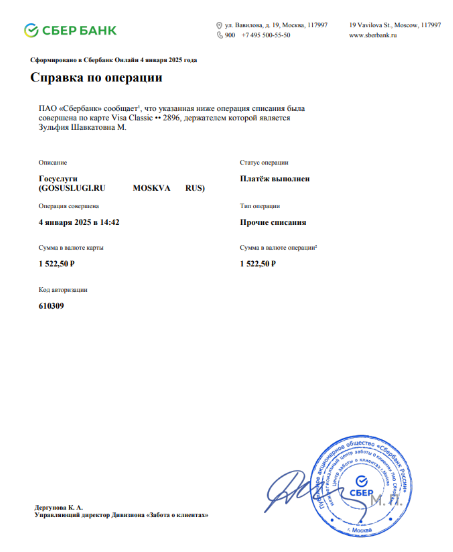 СБЕР БАНК
ул. Вавилова, д. 19, Москва, 117997
19 Vavilova St., Moscow, 117997
900 +7 495 500-55-50
www.sberbank.ru
Сформировано в Сбербанк Онлайн 4 января 2025 года
Справка по операции
ПАО «Сбербанк» сообщает¹, что указанная ниже операция списания была
совершена по карте Visa Classic •• 2896, держателем которой является
Зульфия Шавкатовна М.
Описание
Статус операции
Госуслуги
(GOSUSLUGI.RU MOSKVA RUS)
Платёж выполнен
Операция совершена
Тип операции
4 января 2025 в 14:42
Прочие списания
Сумма в валюте карты
Сумма в валюте операции²
1 522,50 ₽
1 522,50 ₽
Код авторизации
610309
СБЕР
М.
г. Москва
Дергунова К. А.
Управляющий директор Дивизиона «Забота о клиентах»